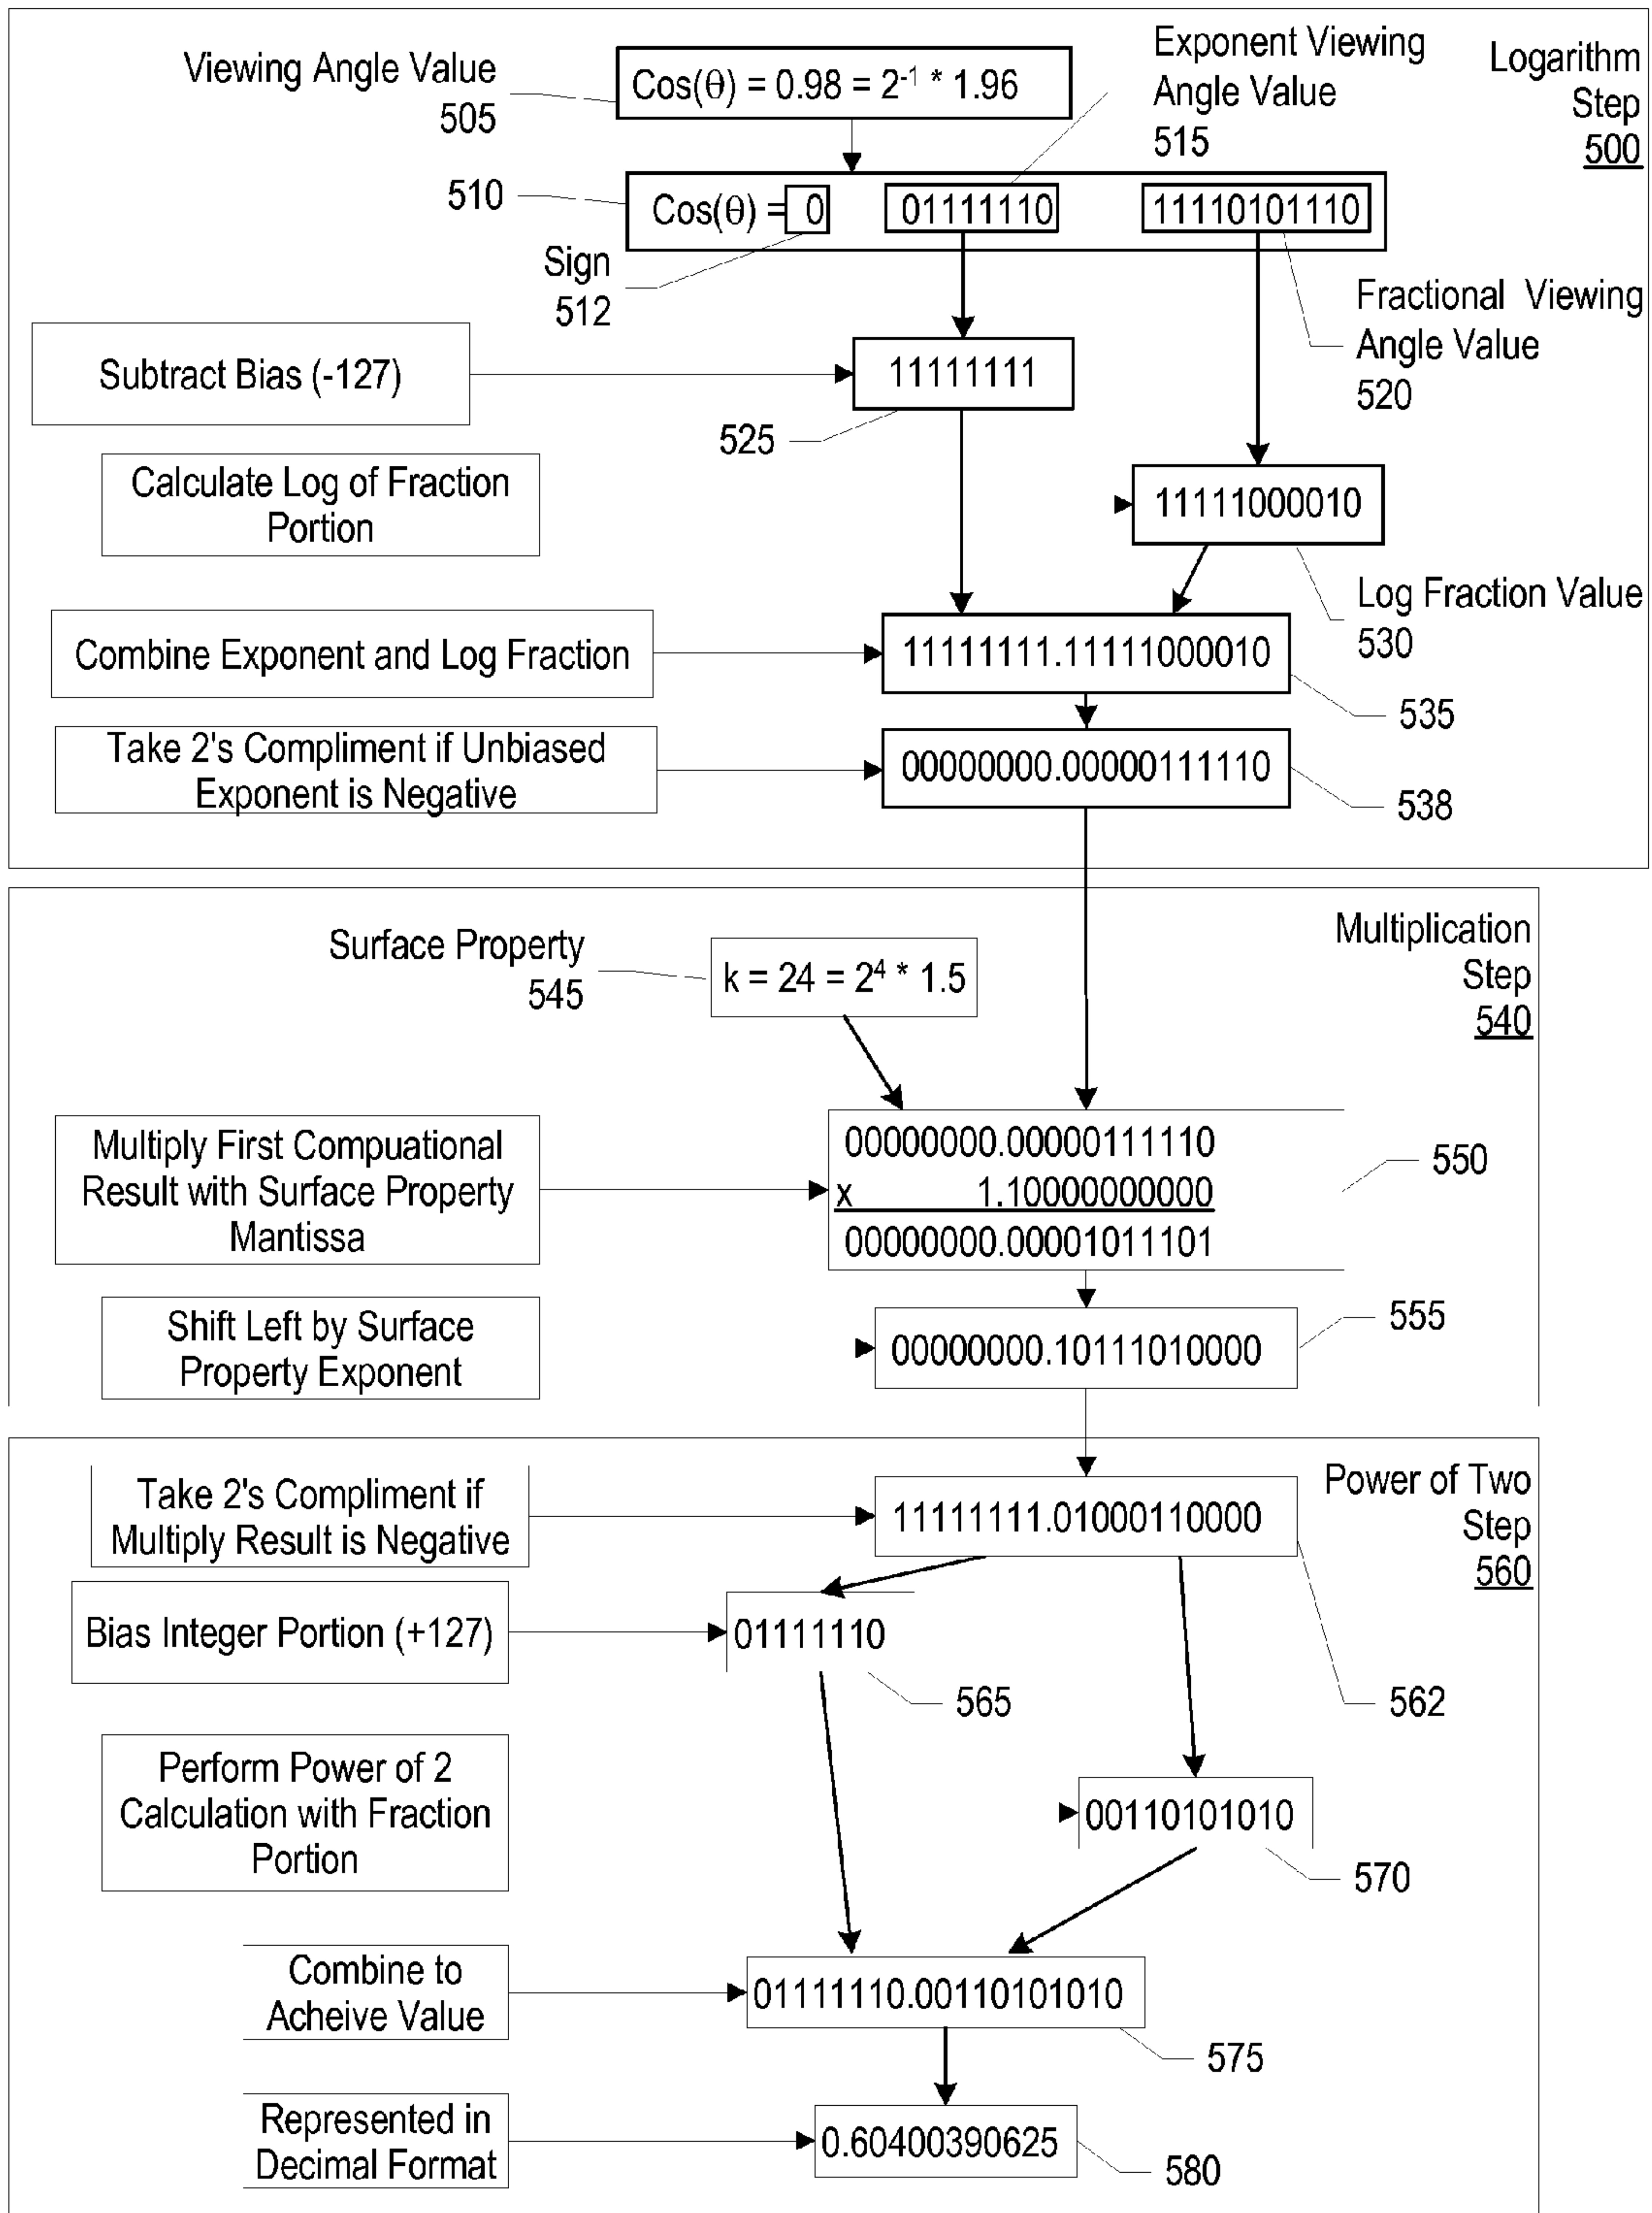 Viewing Angle Value
505
Cos(θ) = 0.98 = 2⁻¹ * 1.96
Exponent Viewing
Angle Value
515
Logarithm
Step
500
510
Cos(θ) = 0 01111110 11110101110
Sign
512
Fractional Viewing
Angle Value
520
Subtract Bias (-127)
11111111
525
Calculate Log of Fraction
Portion
11111000010
Log Fraction Value
530
Combine Exponent and Log Fraction
11111111.11111000010
535
Take 2's Compliment if Unbiased
Exponent is Negative
00000000.00000111110
538
Multiplication
Step
540
Surface Property
545
k = 24 = 2⁴ * 1.5
Multiply First Compuational
Result with Surface Property
Mantissa
00000000.00000111110
x 1.10000000000
00000000.00001011101
550
Shift Left by Surface
Property Exponent
00000000.10111010000
555
Power of Two
Step
560
Take 2's Compliment if
Multiply Result is Negative
11111111.01000110000
562
Bias Integer Portion (+127)
01111110
565
Perform Power of 2
Calculation with Fraction
Portion
00110101010
570
Combine to
Acheive Value
01111110.00110101010
575
Represented in
Decimal Format
0.60400390625
580